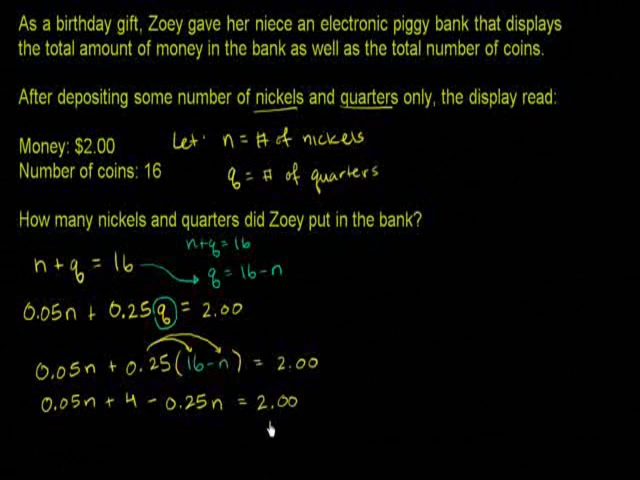 As a birthday gift, Zoey gave her niece an electronic piggy bank that displays
the total amount of money in the bank as well as the total number of coins.
After depositing some number of nickels and quarters only, the display read:
Money: $2.00
Let: n = # of nickels
Number of coins: 16
q = # of quarters
How many nickels and quarters did Zoey put in the bank?
n+q=16
n + q = 16
q = 16-n
0.05n + 0.25q = 2.00
0.05n + 0.25(16-n) = 2.00
0.05n + 4 - 0.25n = 2.00